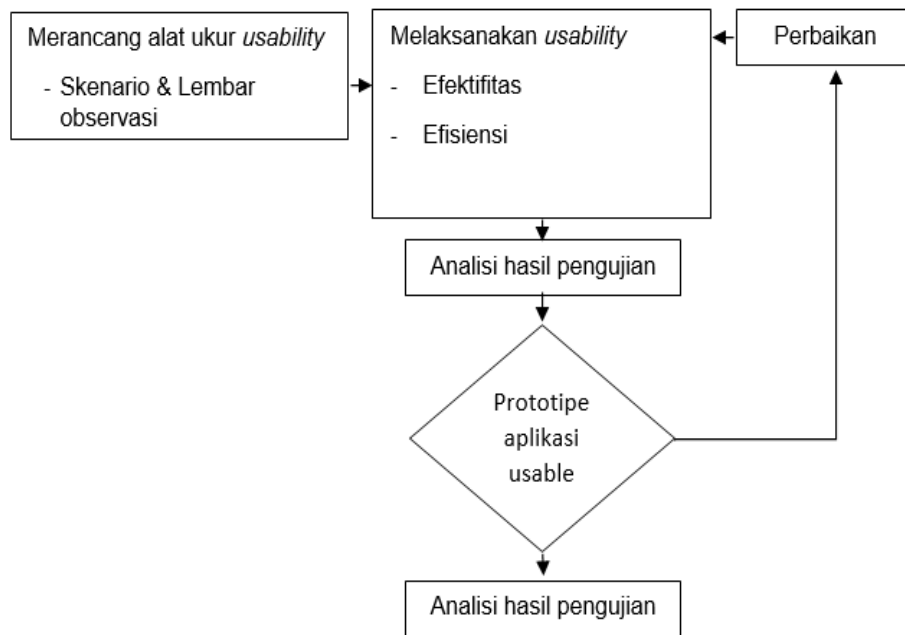 Merancang alat ukur usability
- Skenario & Lembar
observasi
Melaksanakan usability
- Efektifitas
- Efisiensi
Perbaikan
Analisi hasil pengujian
Prototipe
aplikasi
usable
Analisi hasil pengujian